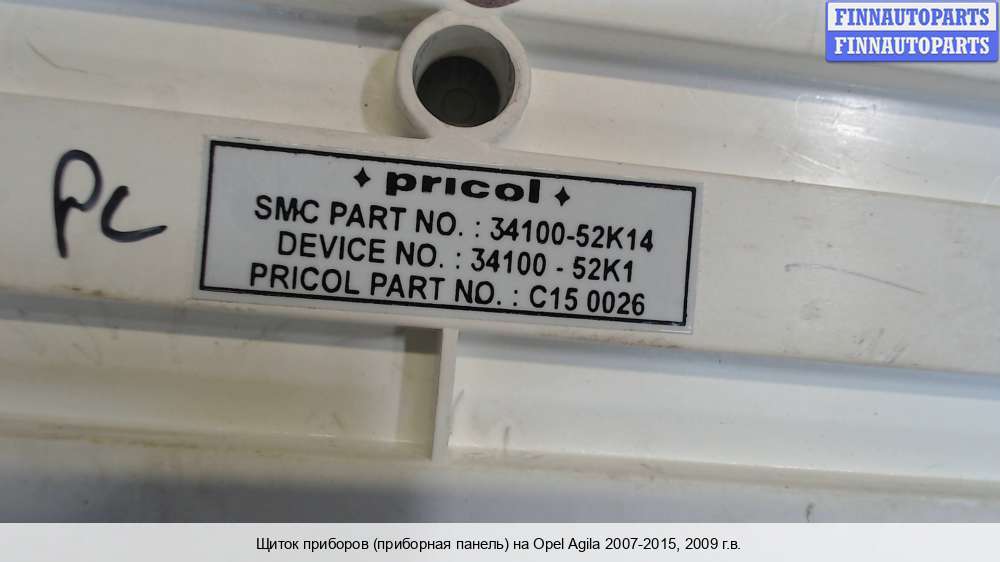 FINNAUTOPARTS
FINNAUTOPARTS
pricol
SMC PART NO. : 34100-52K14
DEVICE NO. : 34100 - 52K1
PRICOL PART NO. : C15 0026
PC
Щиток приборов (приборная панель) на Opel Agila 2007-2015, 2009 г.в.